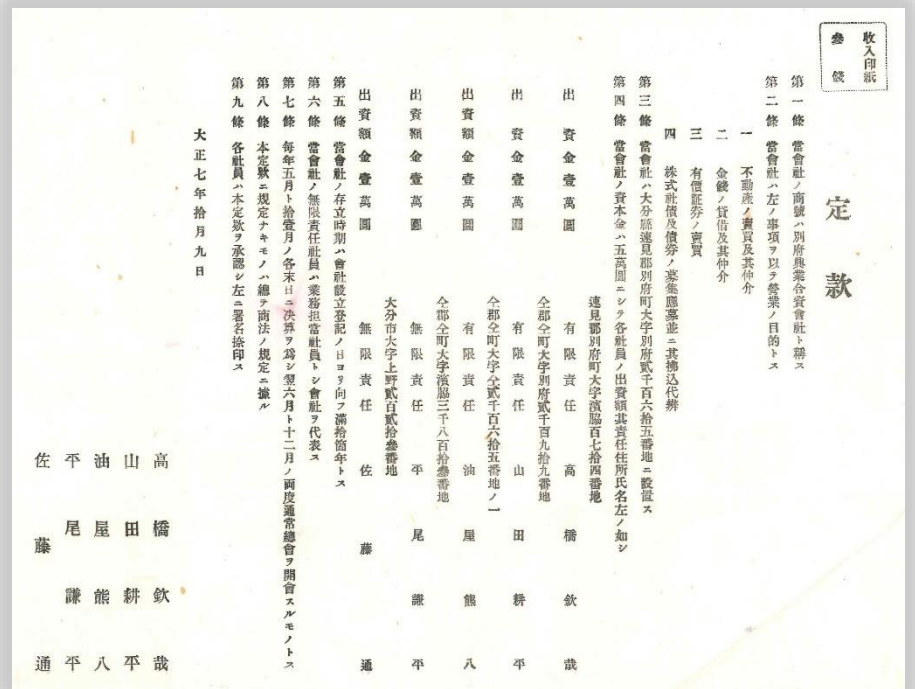 收入印紙
參錢
定款
第一條 當會社ノ商號ハ別府興業合資會社ト稱ス
第二條 當會社ハ左ノ事項ヲ以テ營業ノ目的トス
一 不動產ノ賣買及其仲介
二 金錢ノ貸借及其仲介
三 有價証券ノ賣買
四 株式社債及債券ノ募集應募並ニ其拂込代辨
第三條 當會社ハ大分縣速見郡別府町大字別府貳千百六拾五番地ニ設置ス
第四條 當會社ノ資本金ハ五萬圓ニシテ各社員ノ出資額其責任住所氏名左ノ如シ
速見郡別府町大字濱脇百七拾四番地
出資額金壹萬圓 有限責任 高橋欽哉
仝郡仝町大字別府貳千百九拾九番地
出資額金壹萬圓 有限責任 山田耕平
仝郡仝町大字仝貳千百六拾五番地ノ一
出資額金壹萬圓 有限責任 油屋熊八
仝郡仝町大字濱脇三千八百拾參番地
出資額金壹萬圓 無限責任 平尾謙平
大分市大字上野貳百貳拾參番地
出資額金壹萬圓 無限責任 佐藤通
第五條 當會社ノ存立時期ハ會社設立登記ノ日ヨリ向フ滿拾箇年トス
第六條 當會社ノ無限責任社員ハ業務担當社員トシ會社ヲ代表ス
第七條 每年五月ト拾壹月ノ各末日ニ决算ヲ爲シ翌六月ト十二月ノ兩度通常總會ヲ開會スルモノトス
第八條 本定欵ニ規定ナキモノハ總テ商法ノ規定ニ據ル
第九條 各社員ハ本定欵ヲ承認シ左ニ署名捺印ス
大正七年拾月九日
高橋欽哉
山田耕平
油屋熊八
平尾謙平
佐藤通